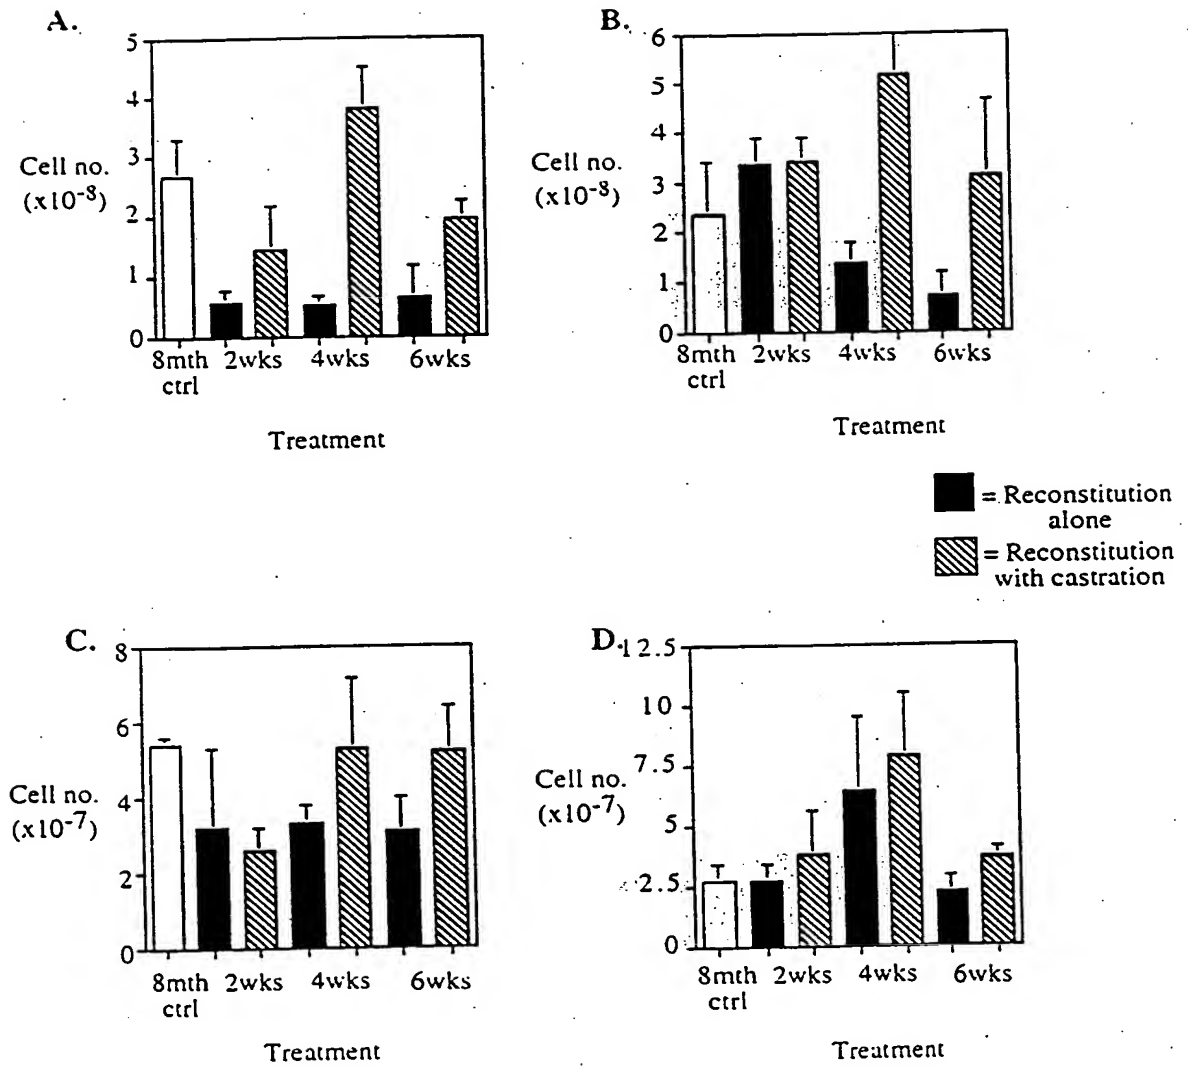 A.
5
4
3
2
1
0
Cell no.
(x10-8)
8mth 2wks 4wks 6wks
ctrl
Treatment
B.
6
5
4
3
2
1
0
Cell no.
(x10-8)
8mth 2wks 4wks 6wks
ctrl
Treatment
= Reconstitution
alone
= Reconstitution
with castration
C.
8
6
4
2
0
Cell no.
(x10-7)
8mth 2wks 4wks 6wks
ctrl
Treatment
D.
12.5
10
7.5
5
2.5
0
Cell no.
(x10-7)
8mth 2wks 4wks 6wks
ctrl
Treatment